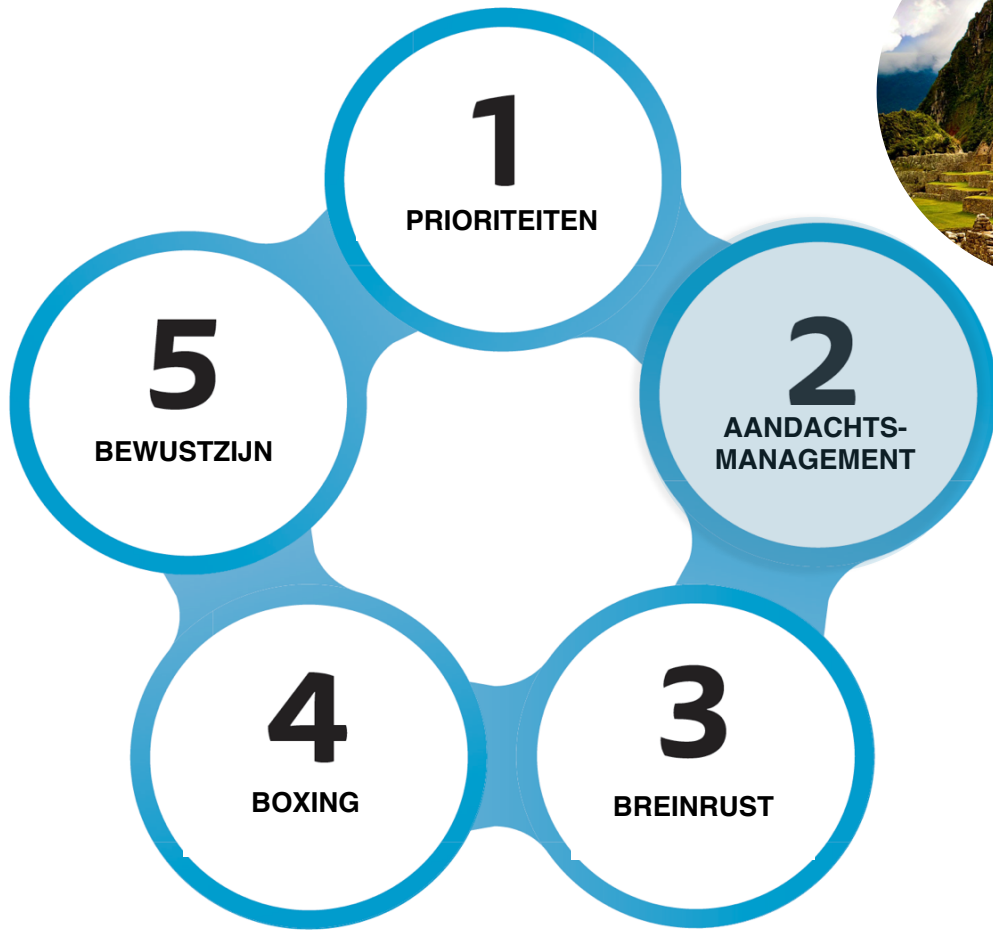 1
PRIORITEITEN
2
AANDACHTS-
MANAGEMENT
3
BREINRUST
4
BOXING
5
BEWUSTZIJN